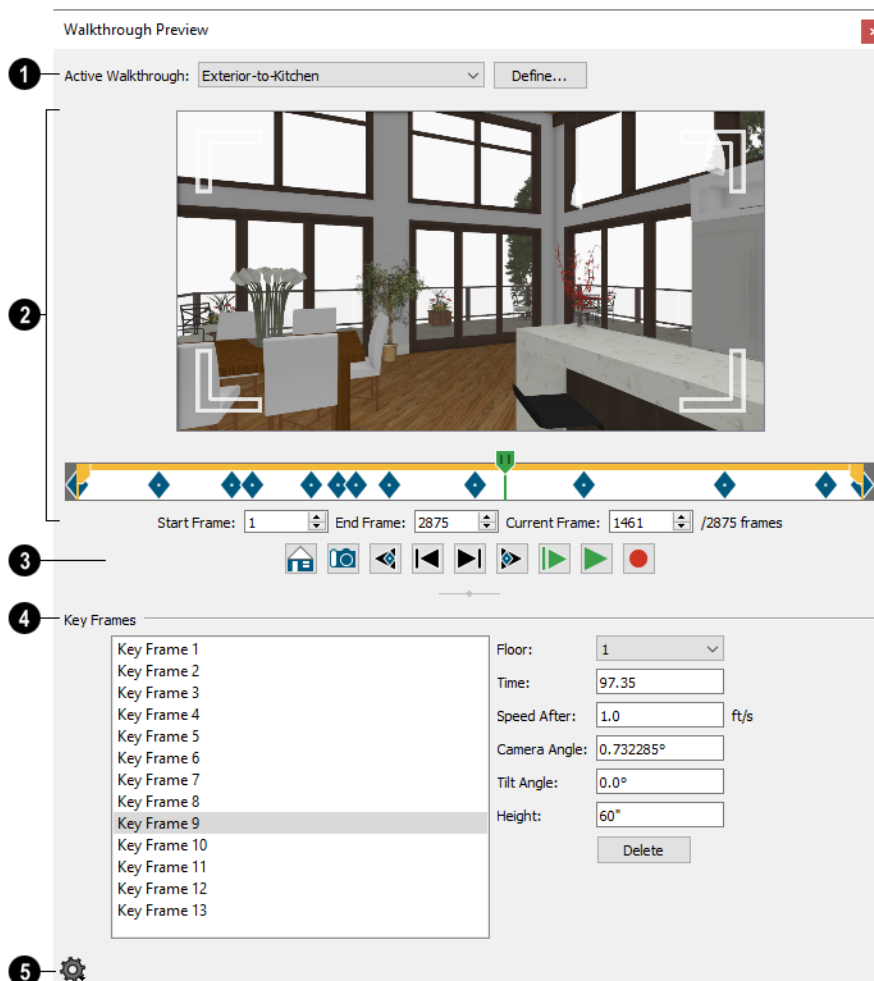 Walkthrough Preview
1
Active Walkthrough: Exterior-to-Kitchen Define...
2
Start Frame: 1 End Frame: 2875 Current Frame: 1461 /2875 frames
3
4
Key Frames
Key Frame 1
Key Frame 2
Key Frame 3
Key Frame 4
Key Frame 5
Key Frame 6
Key Frame 7
Key Frame 8
Key Frame 9
Key Frame 10
Key Frame 11
Key Frame 12
Key Frame 13
Floor: 1
Time: 97.35
Speed After: 1.0 ft/s
Camera Angle: 0.732285°
Tilt Angle: 0.0°
Height: 60"
Delete
5